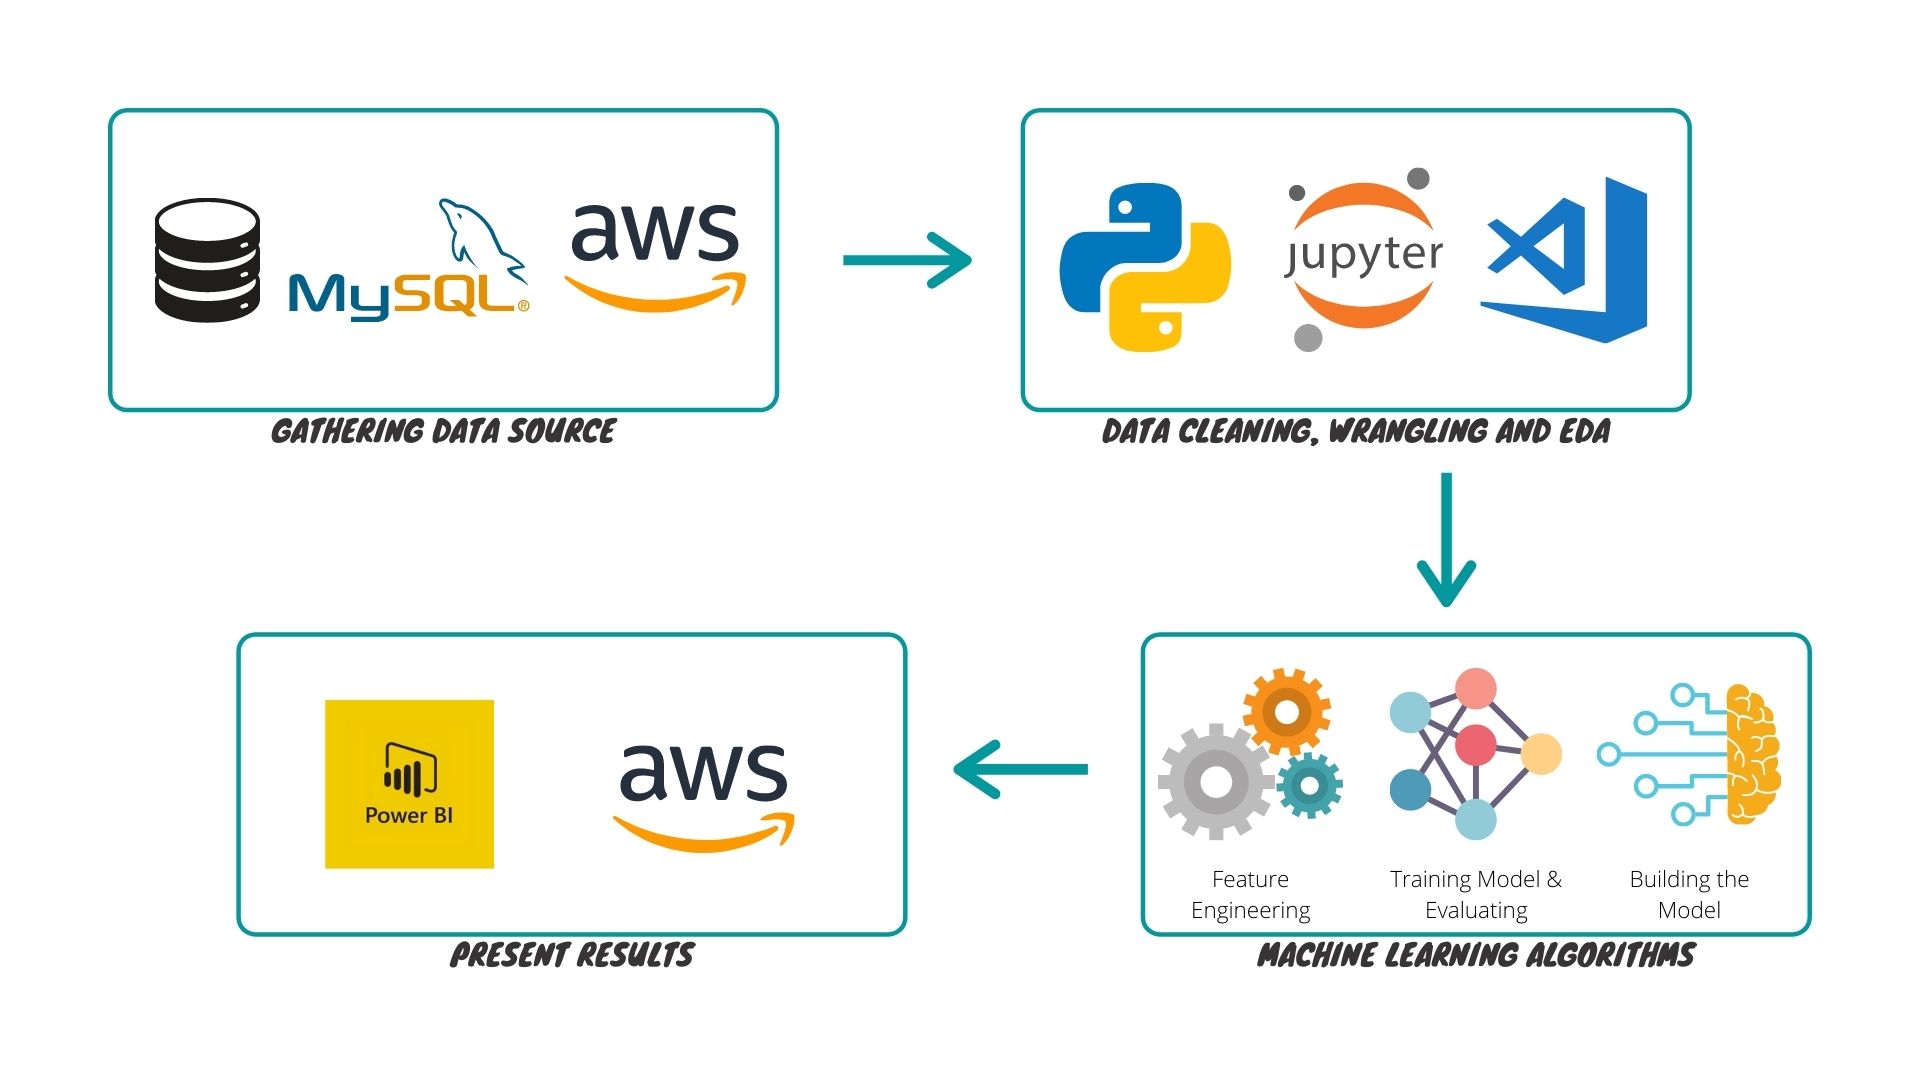 MySQL®
aws
jupyter
GATHERING DATA SOURCE
DATA CLEANING, WRANGLING AND EDA
Power BI
aws
Feature
Engineering
Training Model &
Evaluating
Building the
Model
PRESENT RESULTS
MACHINE LEARNING ALGORITHMS